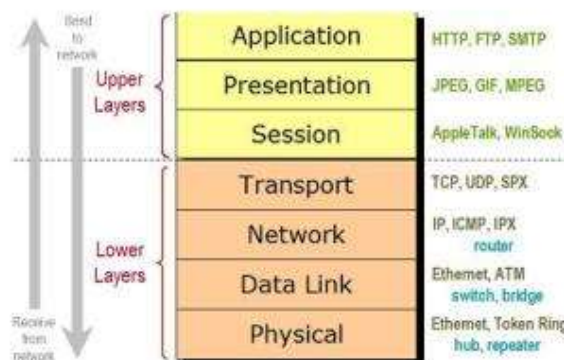 Send
to
network
Upper
Layers
Application
HTTP, FTP, SMTP
Presentation
JPEG, GIF, MPEG
Session
AppleTalk, WinSock
Lower
Layers
Transport
TCP, UDP, SPX
Network
IP, ICMP, IPX
router
Data Link
Ethernet, ATM
switch, bridge
Physical
Ethernet, Token Ring
hub, repeater
Receive
from
network